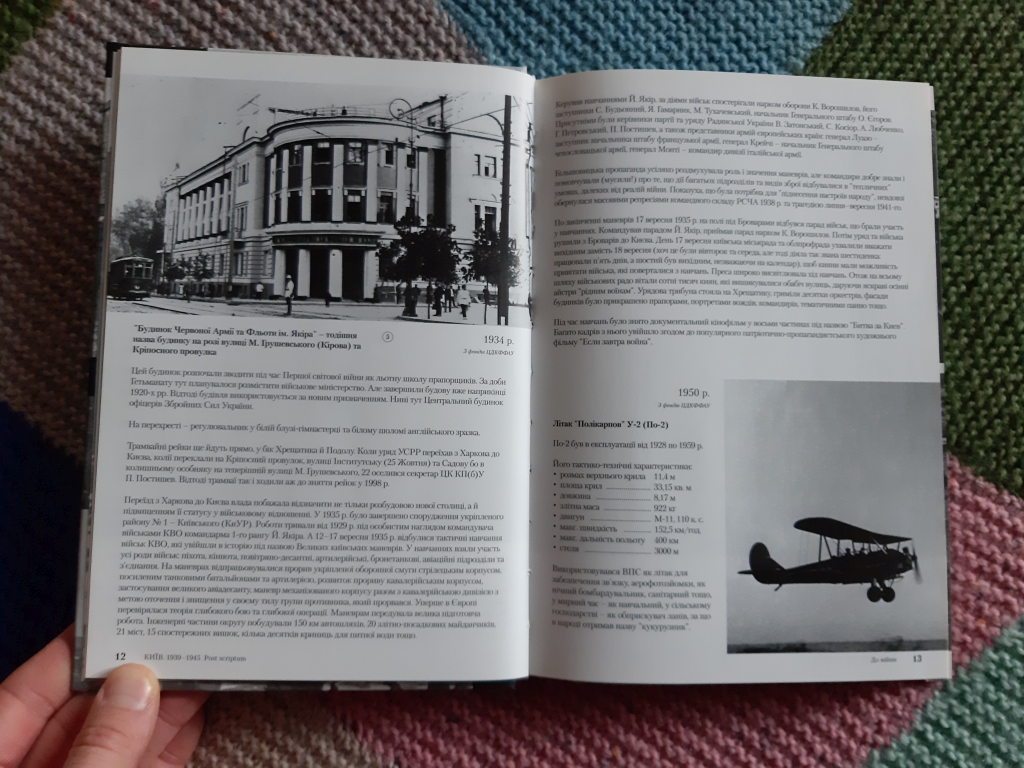 "Будинок Червоної Армії та Фльоти ім. Якіра" – тодішня
назва будинку на розі вулиці М. Грушевського (Кірова) та
Кріпосного провулка
3
1934 р.
З фондів ЦДКФФАУ
Цей будинок розпочали зводити під час Першої світової війни як льотну школу прапорщиків. За доби
Гетьманату тут планувалося розмістити військове міністерство. Але завершили будову вже наприкінці
1920-х рр. Відтоді будівля використовується за новим призначенням. Нині тут Центральний будинок
офіцерів Збройних Сил України.
На перехресті – регулювальник у білій блузі-гімнастерці та білому шоломі англійського зразка.
Трамвайні рейки ще йдуть прямо, у бік Хрещатика й Подолу. Коли уряд УСРР переїхав з Харкова до
Києва, колії переклали на Кріпосний провулок, вулиці Інститутську (25 Жовтня) та Садову бо в
колишньому особняку на теперішній вулиці М. Грушевського, 22 оселився секретар ЦК КП(б)У
П. Постишев. Відтоді трамваї так і ходили аж до зняття рейок у 1998 р.
Переїзд з Харкова до Києва влада побажала відзначити не тільки розбудовою нової столиці, а й
підвищенням її статусу у військовому відношенні. У 1935 р. було завершено спорудження укріпленого
району № 1 – Київського (КиУР). Роботи тривали від 1929 р. під особистим наглядом командувача
військами КВО командарма 1-го рангу Й. Якіра. А 12–17 вересня 1935 р. відбулися тактичні навчання
військ КВО, які увійшли в історію під назвою Великих київських маневрів. У навчаннях взяли участь
усі роди військ: піхота, кіннота, повітряно-десантні, артилерійські, бронетанкові, авіаційні підрозділи та
з'єднання. На маневрах відпрацьовувалися прорив укріпленої оборонної смуги стрілецьким корпусом,
посиленим танковими батальйонами та артилерією, розвиток прориву кавалерійським корпусом,
застосування великого авіадесанту, маневр механізованого корпусу разом з кавалерійською дивізією з
метою оточення і знищення у своєму тилу групи противника, який прорвався. Уперше в Європі
перевірялася теорія глибокого бою та глибокої операції. Маневрам передувала велика підготовча
робота. Інженерні частини округу побудували 150 км автошляхів, 20 злітно-посадкових майданчиків,
21 міст, 15 спостережних вишок, кілька десятків криниць для питної води тощо.
12 КИЇВ. 1939–1945 Post scriptum
Керував навчаннями Й. Якір, за діями військ спостерігали нарком оборони К. Ворошилов, його
заступники С. Будьонний, Я. Гамарник, М. Тухачевський, начальник Генерального штабу О. Єгоров.
Присутніми були керівники партії та уряду Радянської України В. Затонський, С. Косіор, А. Любченко,
Г. Петровський, П. Постишев, а також представники армій європейських країн: генерал Луазо –
заступник начальника штабу французької армії, генерал Крейчі – начальник Генерального штабу
чехословацької армії, генерал Монті – командир дивізії італійської армії.
Більшовицька пропаганда усіляко роздмухувала роль і значення маневрів, але командири добре знали і
помовчували (мусили!) про те, що дії багатьох підрозділів та видів зброї відбувалися в "тепличних"
умовах, далеких від реалій війни. Показуха, що була потрібна для "піднесення настроїв народу", невдовзі
обернулася масовими репресіями командного складу РСЧА 1938 р. та трагедією липня–вересня 1941-го.
По закінченні маневрів 17 вересня 1935 р. на полі під Броварами відбувся парад військ, що брали участь
у навчаннях. Командував парадом Й. Якір, приймав парад нарком К. Ворошилов. Потім уряд та війська
рушили з Броварів до Києва. День 17 вересня київська міськрада та облпрофрада ухвалили вважати
вихідним замість 18 вересня (хоч це були вівторок та середа, але тоді діяла так звана шестиденка:
працювали п'ять днів, а шостий був вихідним, незважаючи на календар), щоб кияни мали можливість
привітати війська, які поверталися з навчань. Преса широко висвітлювала хід навчань. Отож на всьому
шляху військових радо вітали сотні тисяч киян, які вишикувалися обабіч вулиць, даруючи яскраві осінні
айстри "рідним воїнам". Урядова трибуна стояла на Хрещатику, гриміли десятки оркестрів, фасади
будинків було прикрашено прапорами, портретами вождів, командирів, тематичними панно тощо.
Під час навчань було знято документальний кінофільм у восьми частинах під назвою "Битва за Києв".
Багато кадрів з нього увійшло згодом до популярного патріотично-пропагандистського художнього
фільму "Если завтра война".
1950 р.
З фондів ЦДКФФАУ
Літак "Полікарпов" У-2 (По-2)
По-2 був в експлуатації від 1928 по 1959 р.
Його тактико-технічні характеристики:
• розмах верхнього крила 11,4 м
• площа крил 33,15 кв. м
• довжина 8,17 м
• злітна маса 922 кг
• двигун М-11, 110 к. с.
• макс. швидкість 152,5 км/год.
• макс. дальність польоту 400 км
• стеля 3000 м
Використовувався ВПС як літак для
забезпечення зв'язку, аерофотозйомки, як
нічний бомбардувальник, санітарний тощо,
у мирний час – як навчальний, у сільському
господарстві – як обприскувач ланів, за що
в народі отримав назву "кукурузник".
До війни 13